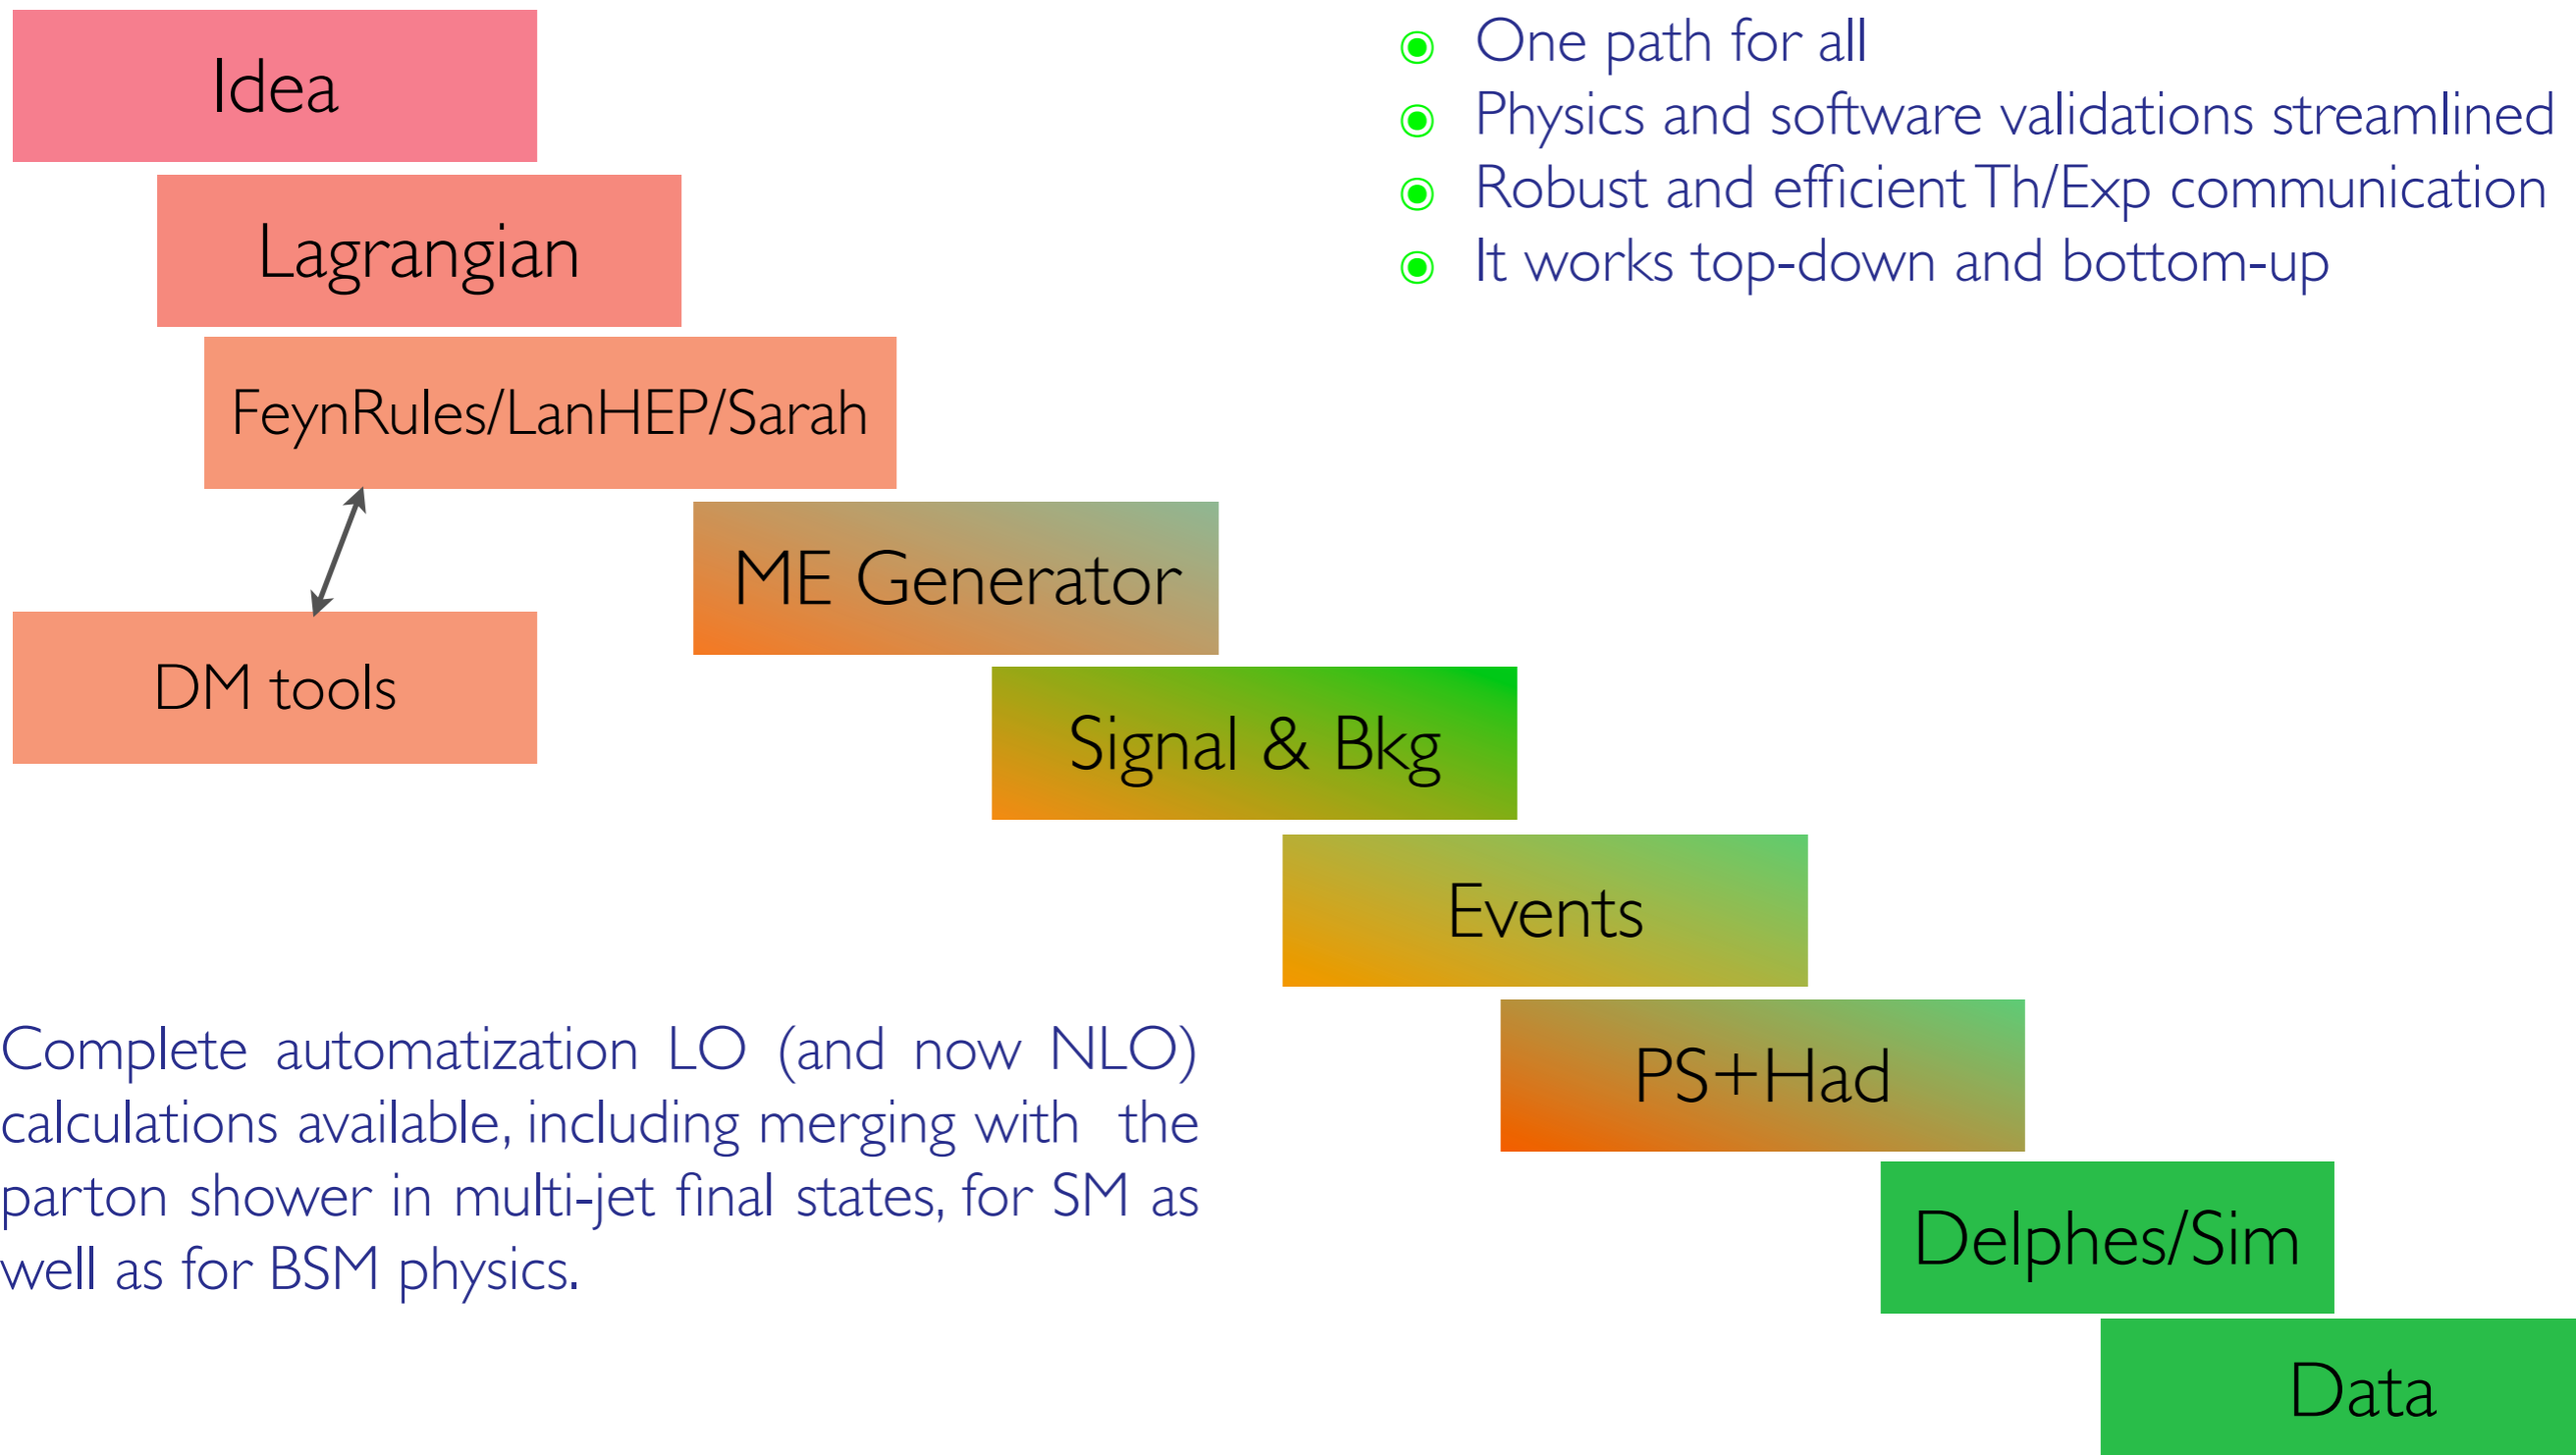 Idea
Lagrangian
FeynRules/LanHEP/Sarah
DM tools
ME Generator
Signal & Bkg
Events
PS+Had
Delphes/Sim
Data
One path for all
Physics and software validations streamlined
Robust and efficient Th/Exp communication
It works top-down and bottom-up
Complete automatization LO (and now NLO)
calculations available, including merging with the
parton shower in multi-jet final states, for SM as
well as for BSM physics.